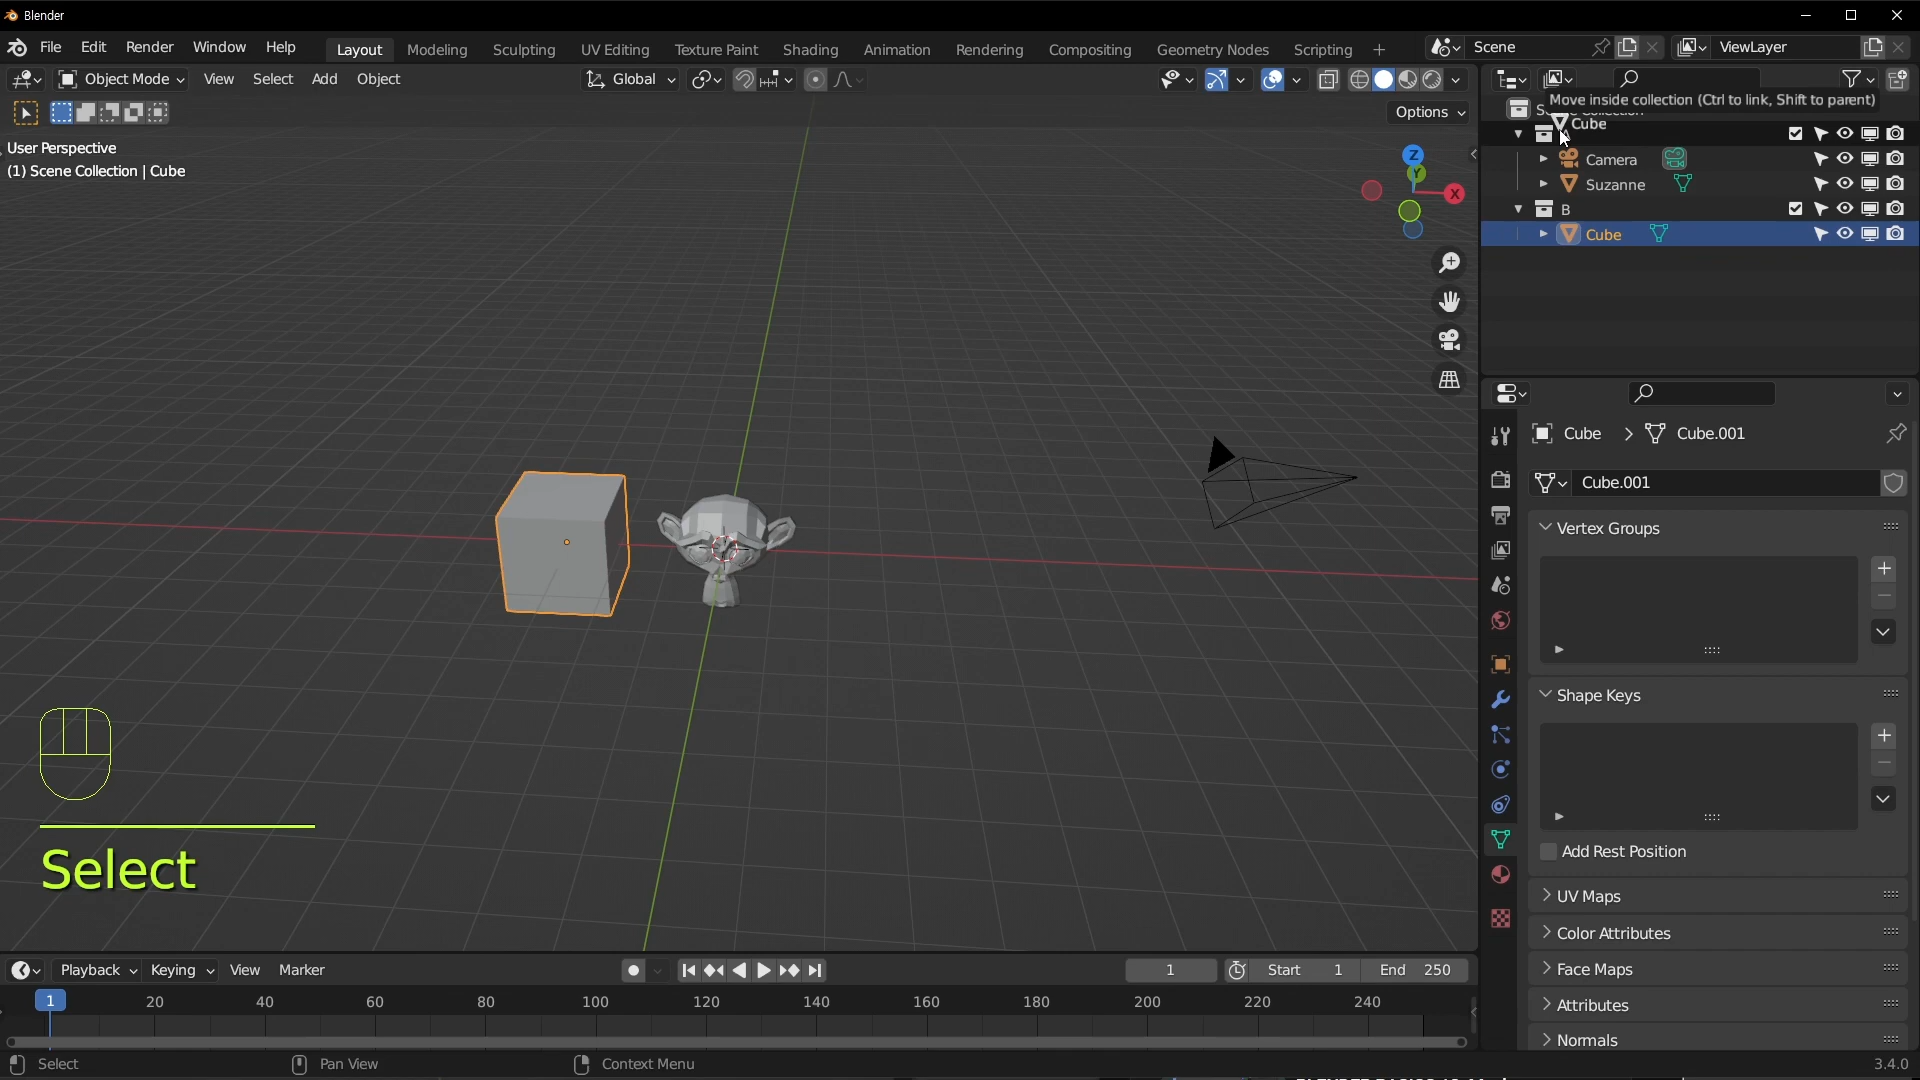 Blender
File Edit Render Window Help Layout Modeling Sculpting UV Editing Texture Paint Shading Animation Rendering Compositing Geometry Nodes Scripting + Scene ViewLayer
Object Mode View Select Add Object Global
Options
Move inside collection (Ctrl to link, Shift to parent)
Cube
User Perspective
(1) Scene Collection | Cube
Z
Y
X
Camera
Suzanne
B
Cube
Cube > Cube.001
Cube.001
Vertex Groups
Shape Keys
Add Rest Position
UV Maps
Color Attributes
Face Maps
Attributes
Normals
Select
Playback Keying View Marker 1 Start 1 End 250
1 20 40 60 80 100 120 140 160 180 200 220 240
Select Pan View Context Menu 3.4.0